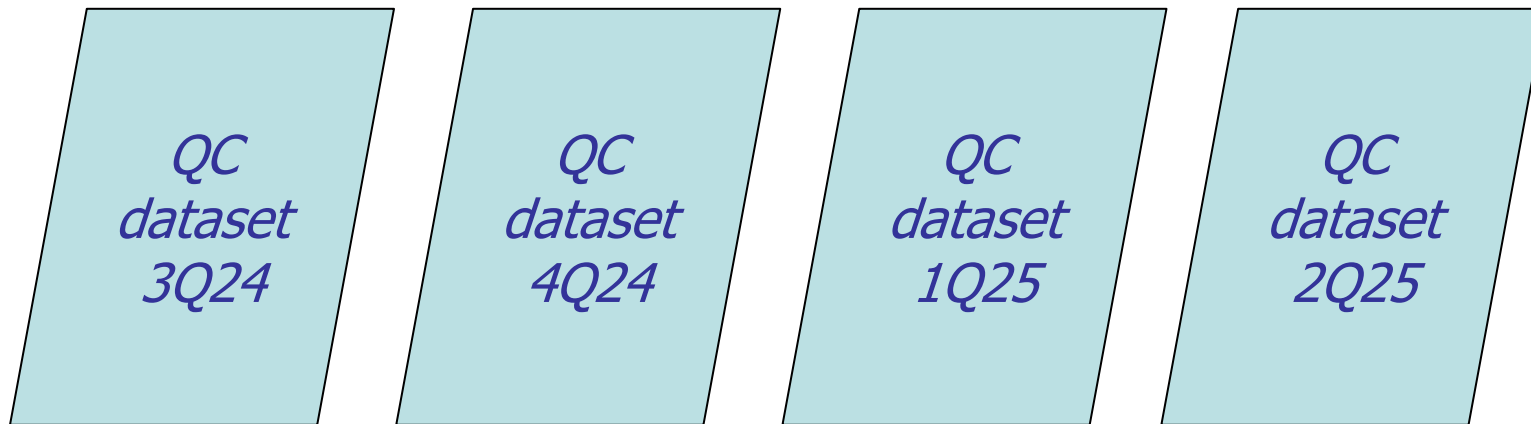 QC
dataset
3Q24
QC
dataset
4Q24
QC
dataset
1Q25
QC
dataset
2Q25